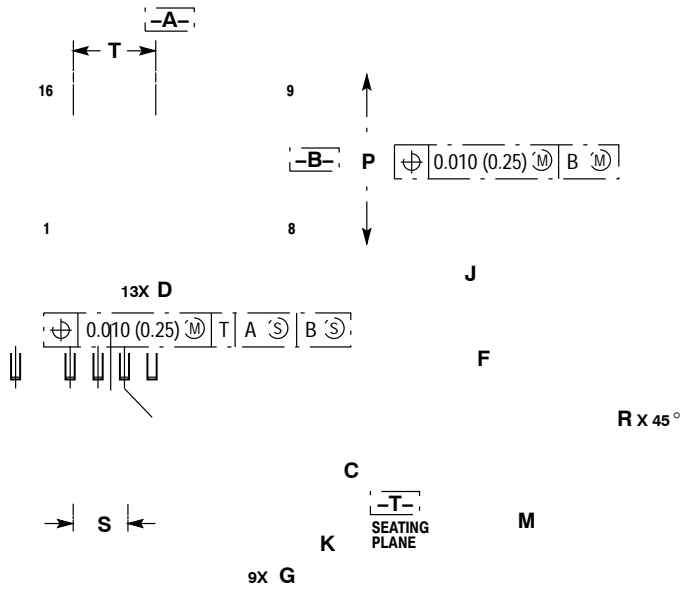 –A–
T
16
9
–B–
P
⌖ 0.010 (0.25) Ⓜ B Ⓜ
1
8
J
13X D
⌖ 0.010 (0.25) Ⓜ T A Ⓢ B Ⓢ
F
R X 45°
C
–T–
SEATING
PLANE
S
M
K
9X G